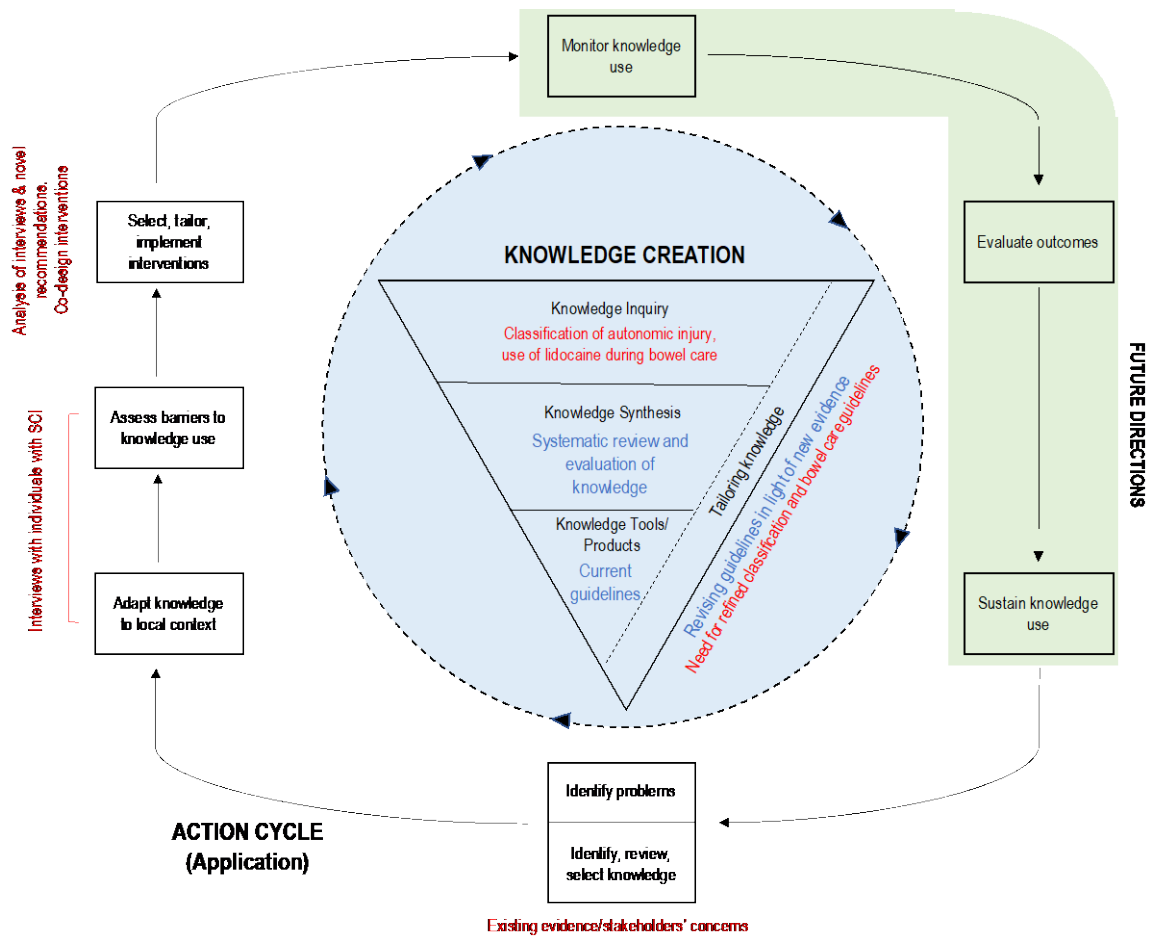 Monitor knowledge
use
Analysis of interviews & novel
recommendations.
Co-design interventions
Select, tailor,
implement
interventions
Evaluate outcomes
KNOWLEDGE CREATION
Knowledge Inquiry
Classification of autonomic injury,
use of lidocaine during bowel care
Knowledge Synthesis
Systematic review and
evaluation of
knowledge
Knowledge Tools/
Products
Current
guidelines
Tailoring knowledge
Revising guidelines in light of new evidence
Need for refined classification and bowel care guidelines
FUTURE DIRECTIONS
Interviews with individuals with SCI
Assess barriers to
knowledge use
Adapt knowledge
to local context
Sustain knowledge
use
Identify problems
Identify, review,
select knowledge
ACTION CYCLE
(Application)
Existing evidence/stakeholders' concerns